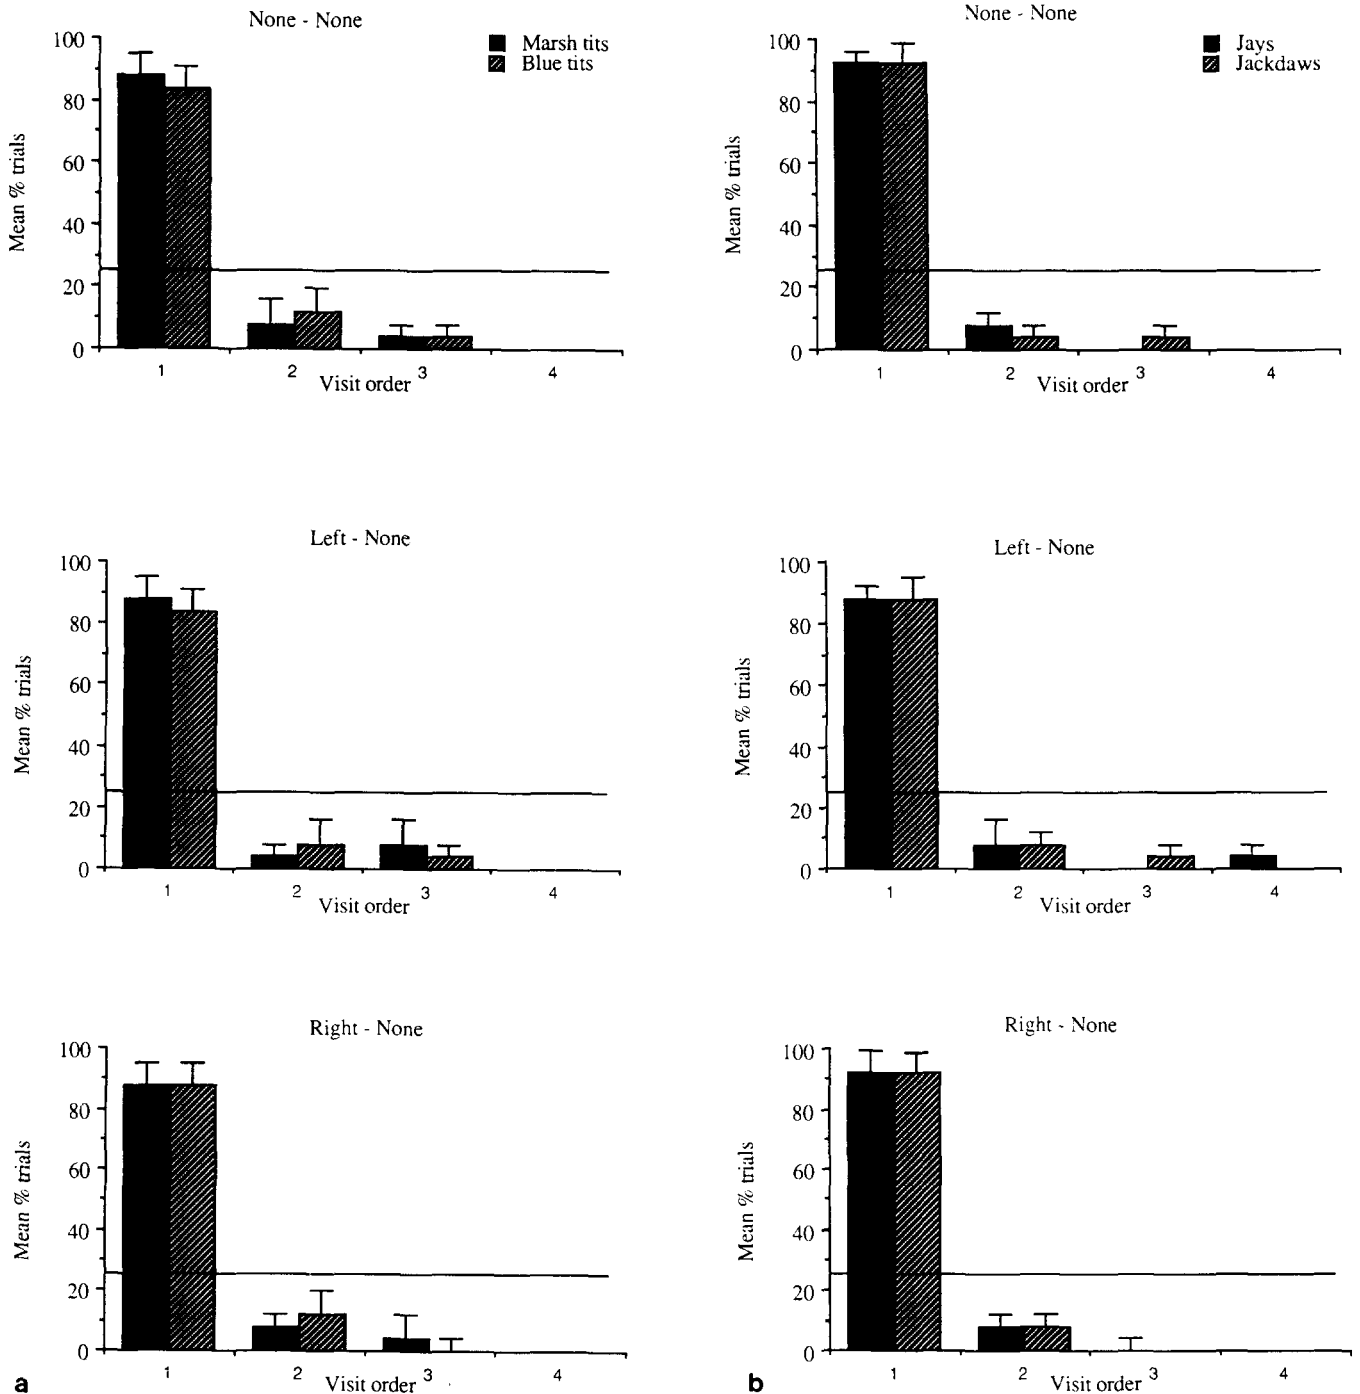 None - None
Marsh tits
Blue tits
Mean % trials
100
80
60
40
20
0
1 2 3 4
Visit order
None - None
Jays
Jackdaws
Mean % trials
100
80
60
40
20
0
1 2 3 4
Visit order
Left - None
Mean % trials
100
80
60
40
20
0
1 2 3 4
Visit order
Left - None
Mean % trials
100
80
60
40
20
0
1 2 3 4
Visit order
Right - None
Mean % trials
100
80
60
40
20
0
1 2 3 4
Visit order
a
Right - None
Mean % trials
100
80
60
40
20
0
1 2 3 4
Visit order
b